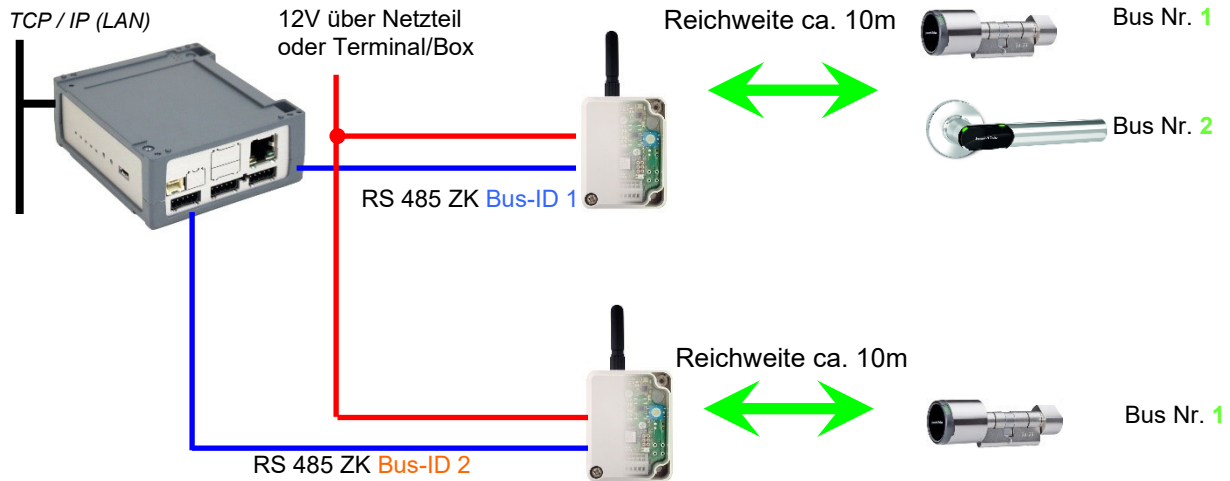 TCP / IP (LAN)
12V über Netzteil
oder Terminal/Box
Reichweite ca. 10m
Bus Nr. 1
Bus Nr. 2
RS 485 ZK Bus-ID 1
Reichweite ca. 10m
Bus Nr. 1
RS 485 ZK Bus-ID 2